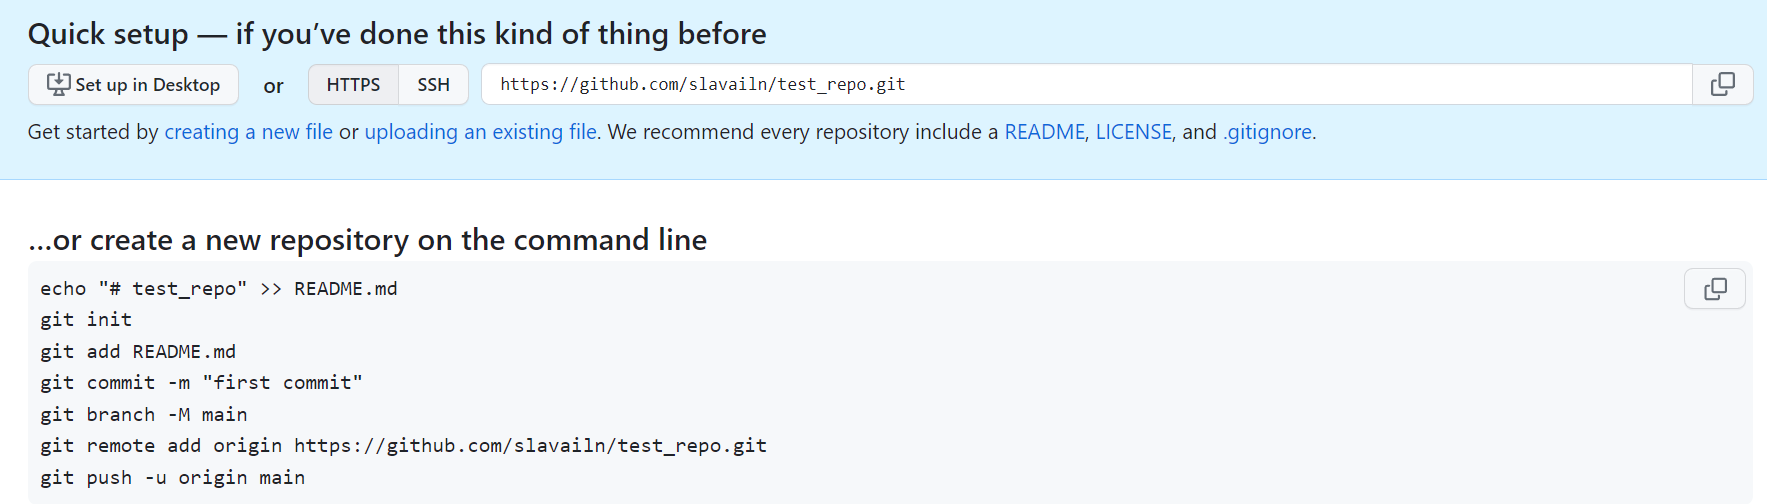 Quick setup — if you’ve done this kind of thing before
Set up in Desktop or HTTPS SSH https://github.com/slavailn/test_repo.git
Get started by creating a new file or uploading an existing file. We recommend every repository include a README, LICENSE, and .gitignore.
…or create a new repository on the command line
echo "# test_repo" >> README.md
git init
git add README.md
git commit -m "first commit"
git branch -M main
git remote add origin https://github.com/slavailn/test_repo.git
git push -u origin main